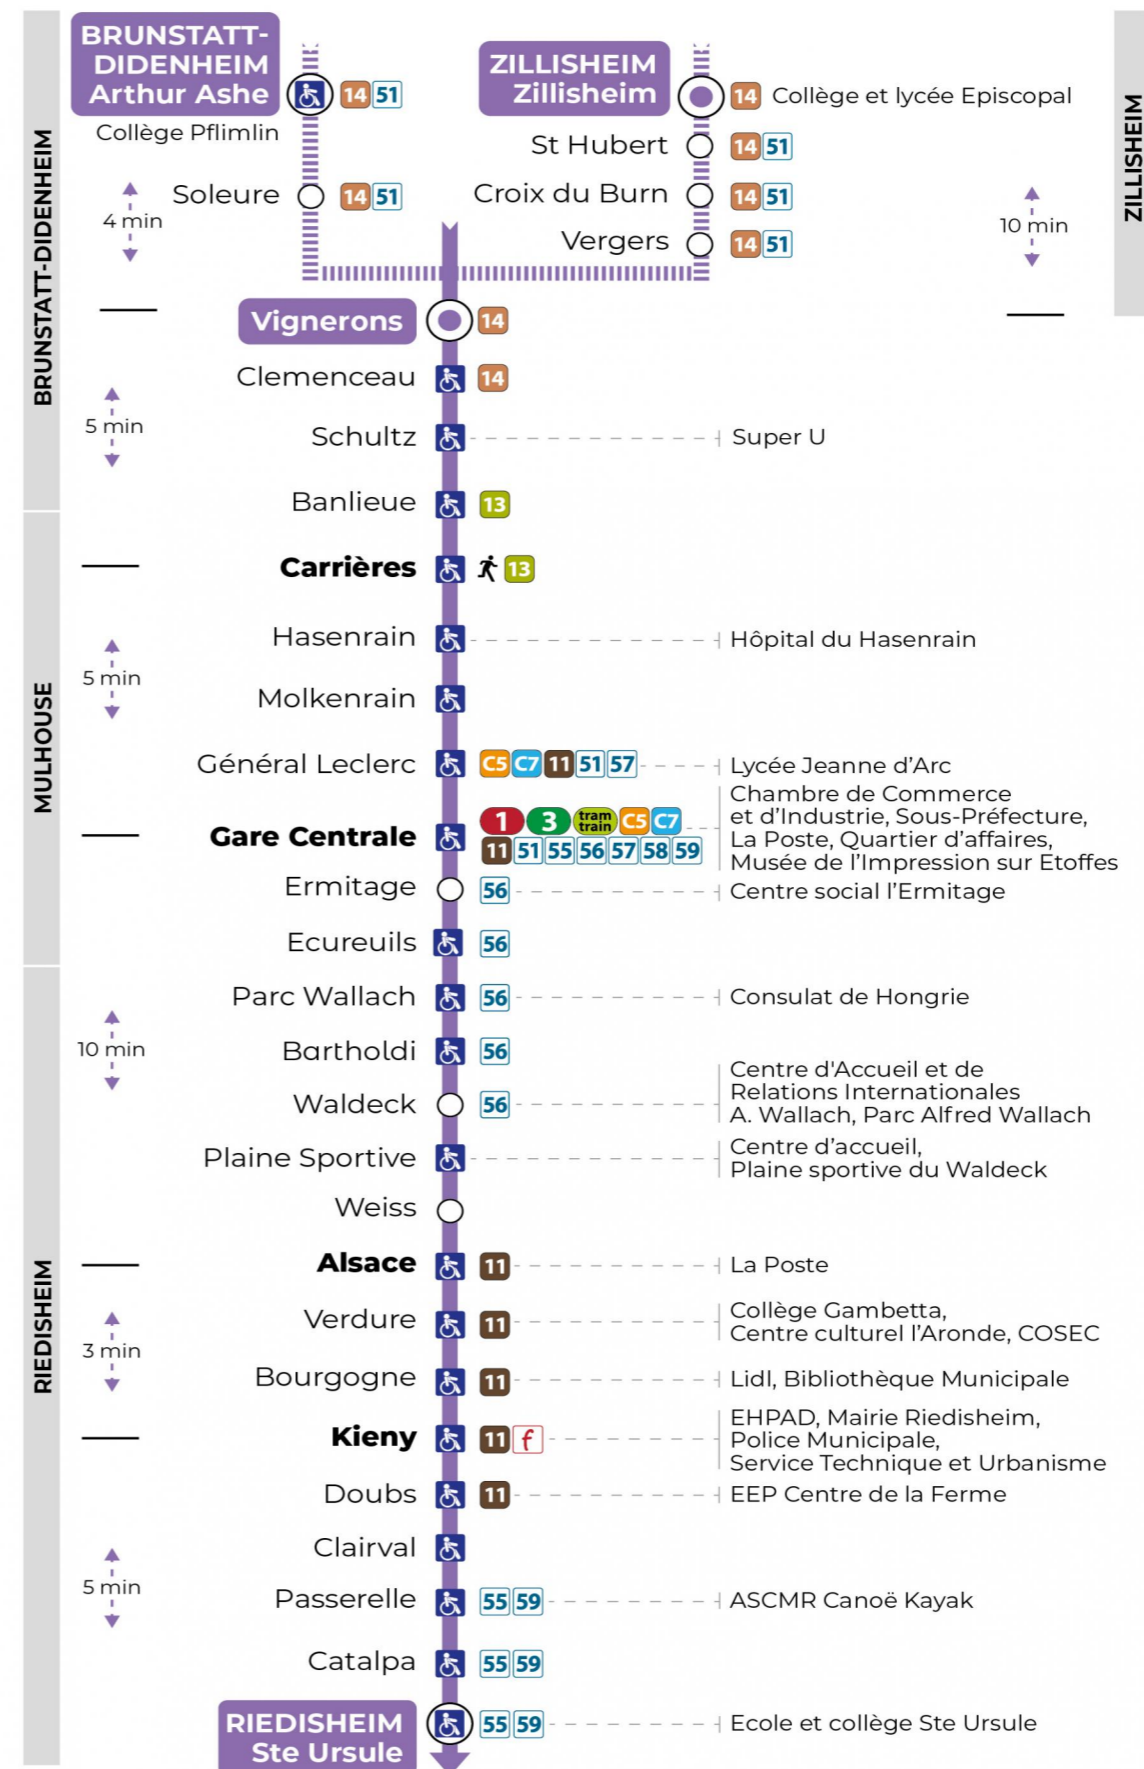 BRUNSTATT-
DIDENHEIM
Arthur Ashe
14 51
Collège Pflimlin
Soleure 14 51
4 min
ZILLISHEIM
Zillisheim
14 Collège et lycée Episcopal
St Hubert 14 51
Croix du Burn 14 51
Vergers 14 51
10 min
ZILLISHEIM
BRUNSTATT-DIDENHEIM
Vignerons 14
Clemenceau 14
5 min
Schultz Super U
Banlieue 13
MULHOUSE
Carrières 13
Hasenrain Hôpital du Hasenrain
5 min
Molkenrain
Général Leclerc C5 C7 11 51 57 Lycée Jeanne d'Arc
Gare Centrale 1 3 tram train C5 C7
11 51 55 56 57 58 59
Chambre de Commerce
et d'Industrie, Sous-Préfecture,
La Poste, Quartier d'affaires,
Musée de l'Impression sur Etoffes
Ermitage 56 Centre social l'Ermitage
Ecureuils 56
RIEDISHEIM
Parc Wallach 56 Consulat de Hongrie
10 min
Bartholdi 56
Waldeck 56
Centre d'Accueil et de
Relations Internationales
A. Wallach, Parc Alfred Wallach
Plaine Sportive
Centre d'accueil,
Plaine sportive du Waldeck
Weiss
Alsace 11 La Poste
Verdure 11
Collège Gambetta,
Centre culturel l'Aronde, COSEC
3 min
Bourgogne 11 Lidl, Bibliothèque Municipale
Kieny 11 f
EHPAD, Mairie Riedisheim,
Police Municipale,
Service Technique et Urbanisme
Doubs 11 EEP Centre de la Ferme
Clairval
5 min
Passerelle 55 59 ASCMR Canoë Kayak
Catalpa 55 59
RIEDISHEIM
Ste Ursule
55 59 Ecole et collège Ste Ursule